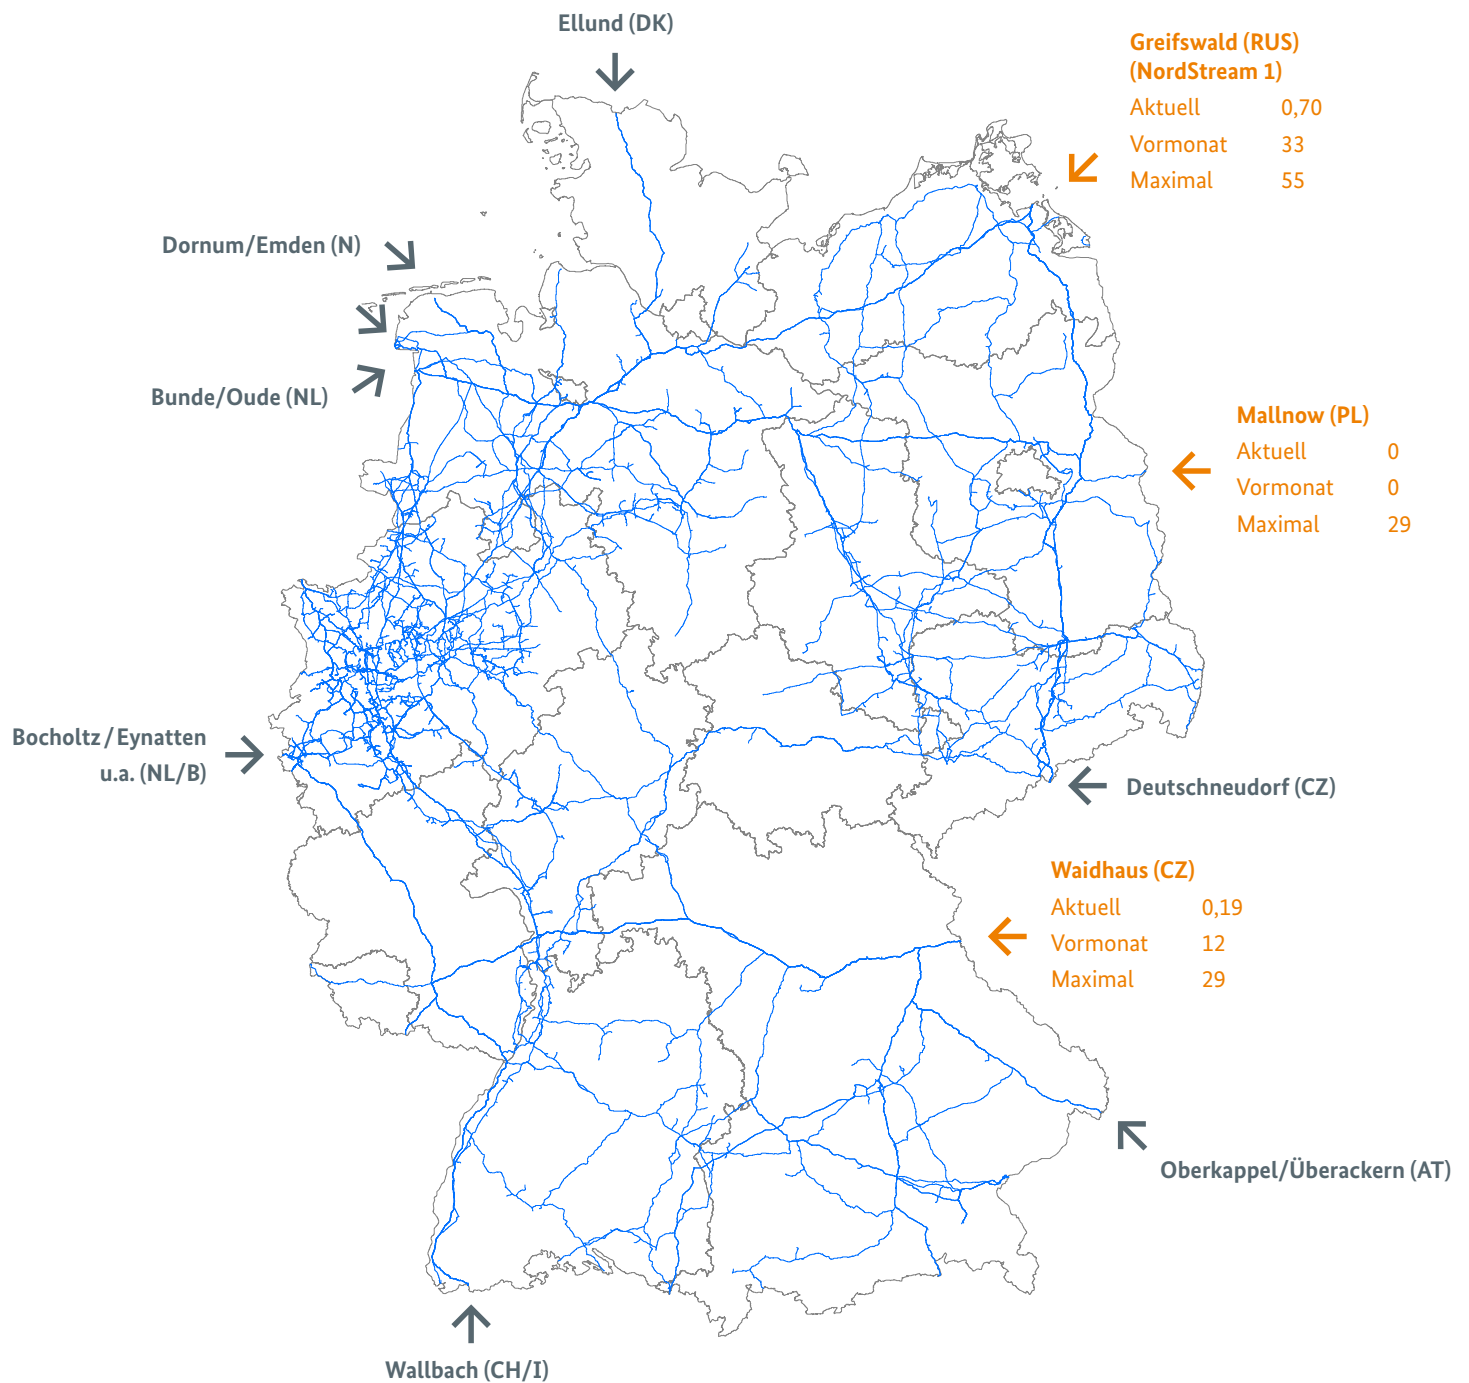 Ellund (DK)
Greifswald (RUS)
(NordStream 1)
Aktuell 0,70
Vormonat 33
Maximal 55
Dornum/Emden (N)
Bunde/Oude (NL)
Mallnow (PL)
Aktuell 0
Vormonat 0
Maximal 29
Bocholtz / Eynatten
u.a. (NL/B)
Deutschneudorf (CZ)
Waidhaus (CZ)
Aktuell 0,19
Vormonat 12
Maximal 29
Oberkappel/Überackern (AT)
Wallbach (CH/I)